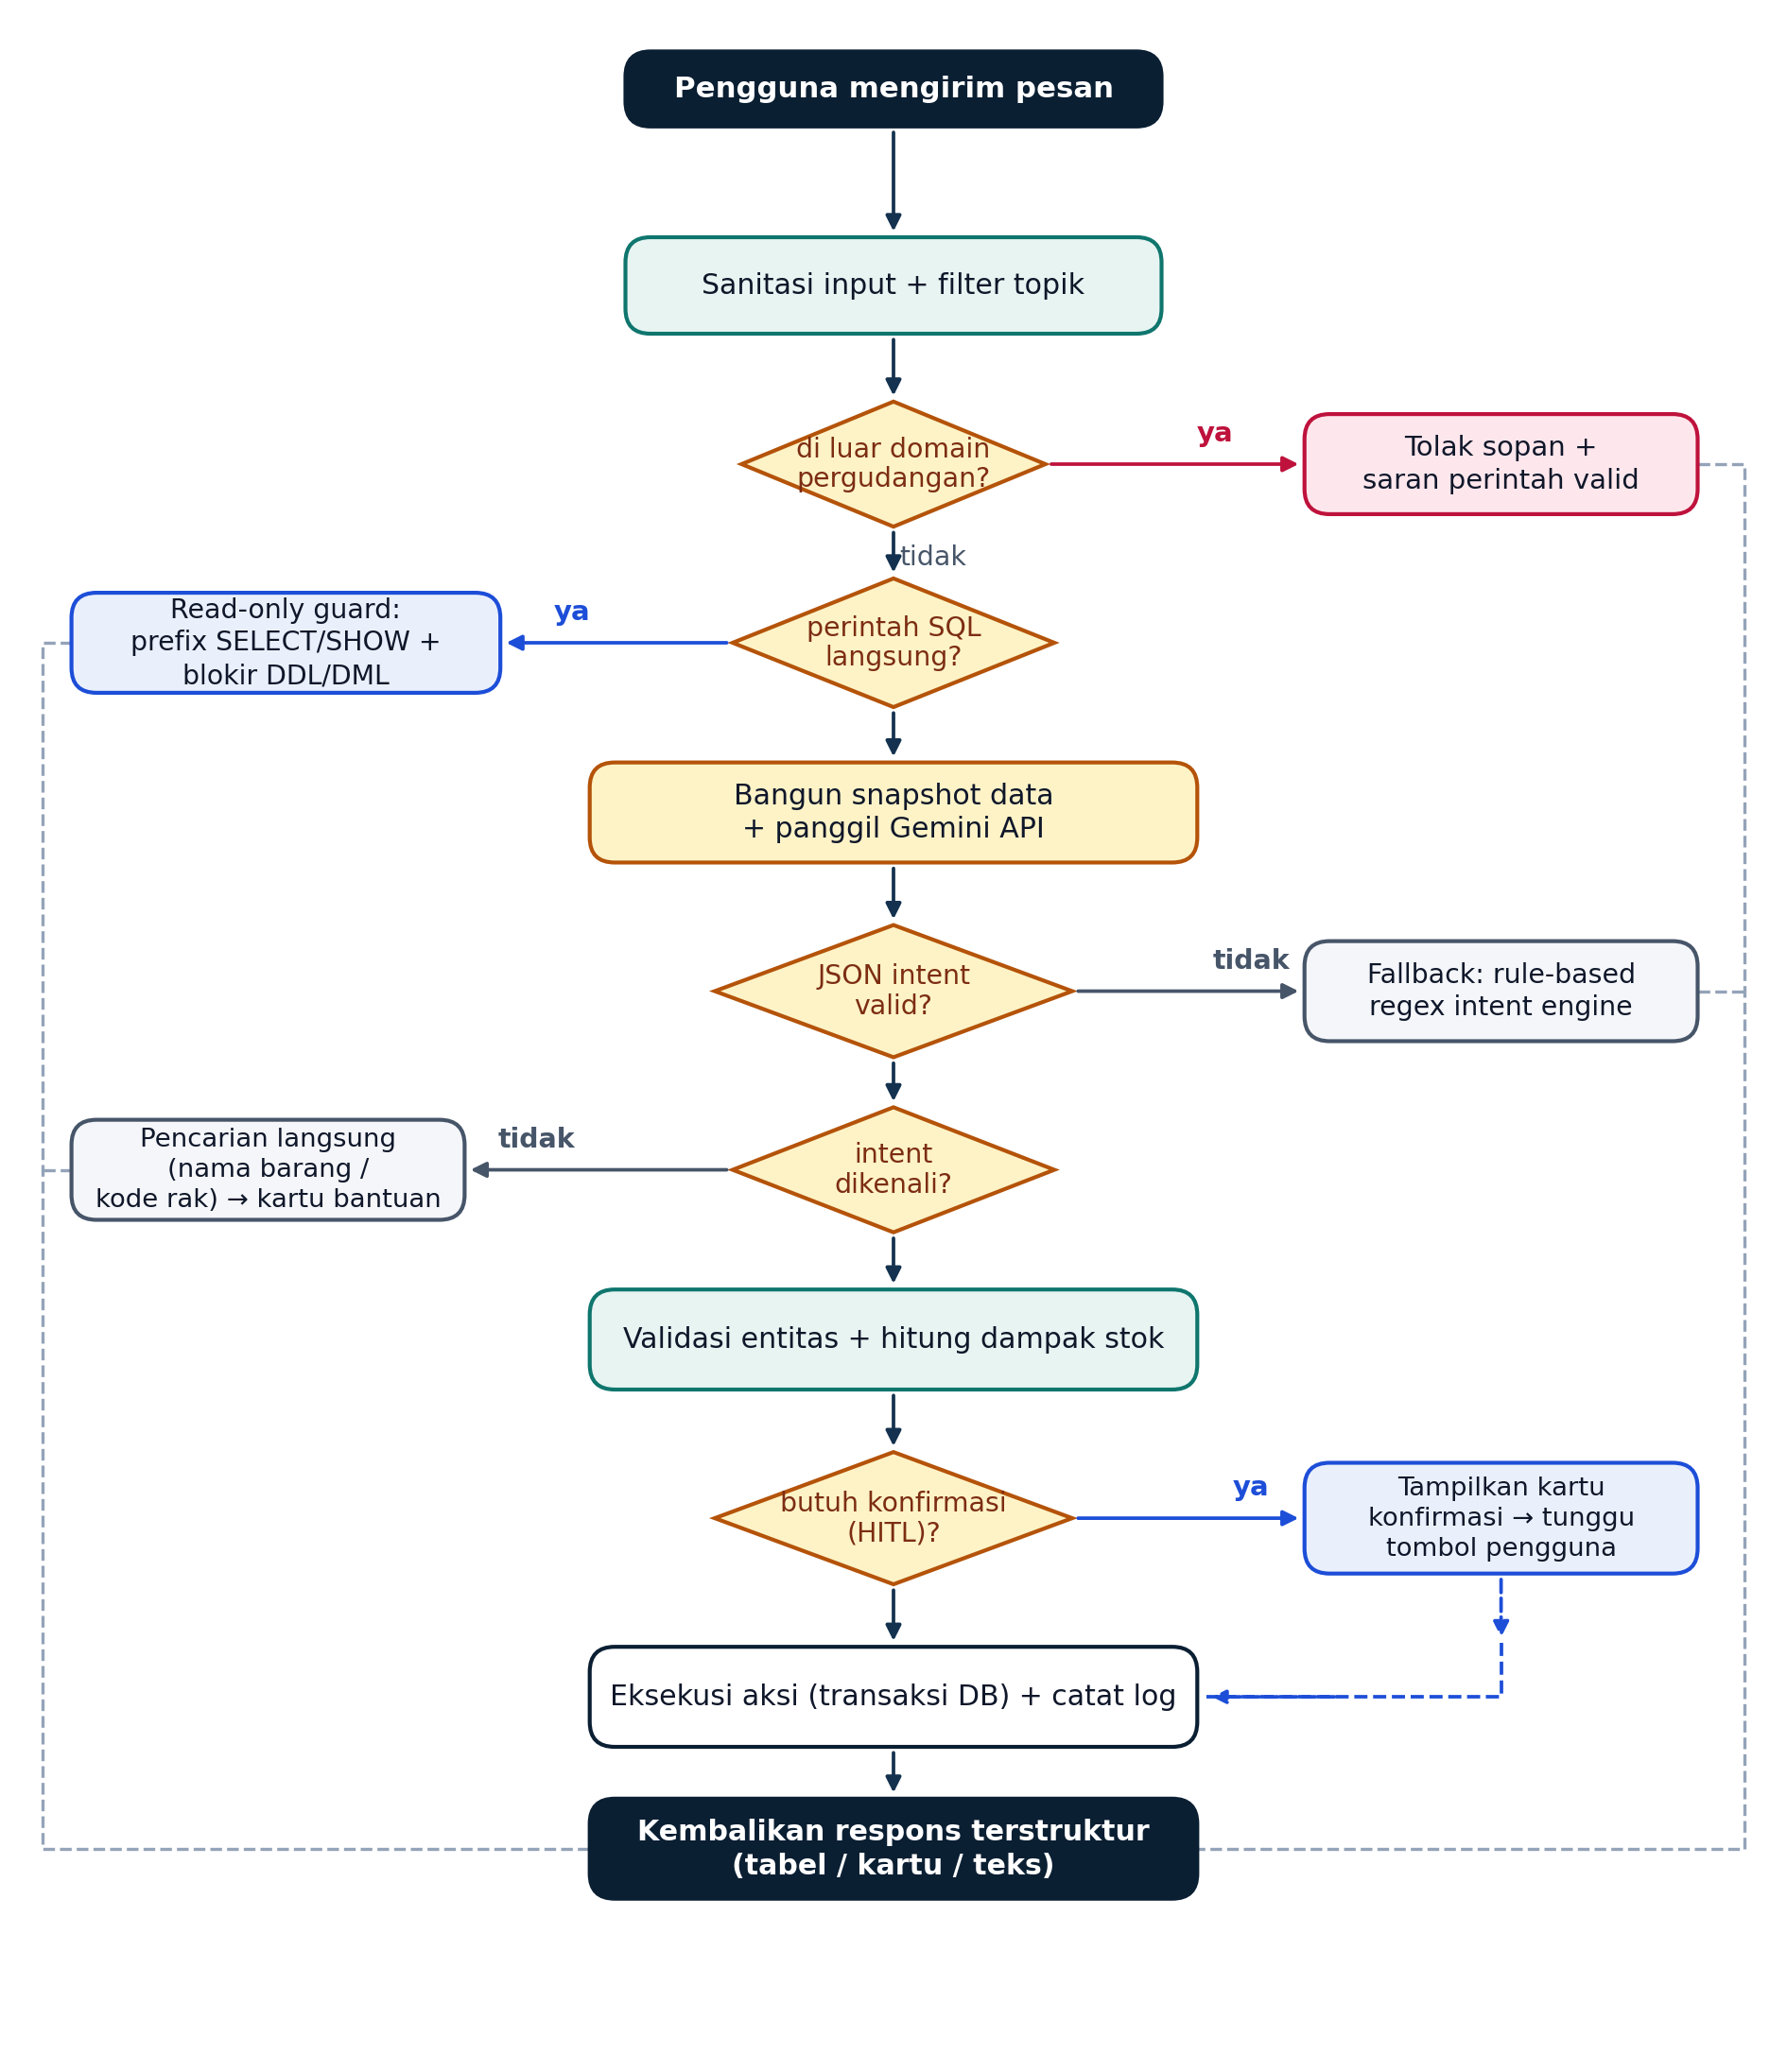 Pengguna mengirim pesan
Sanitasi input + filter topik
di luar domain
pergudangan?
ya
Tolak sopan +
saran perintah valid
tidak
perintah SQL
langsung?
ya
Read-only guard:
prefix SELECT/SHOW +
blokir DDL/DML
Bangun snapshot data
+ panggil Gemini API
JSON intent
valid?
tidak
Fallback: rule-based
regex intent engine
intent
dikenali?
tidak
Pencarian langsung
(nama barang /
kode rak) → kartu bantuan
Validasi entitas + hitung dampak stok
butuh konfirmasi
(HITL)?
ya
Tampilkan kartu
konfirmasi → tunggu
tombol pengguna
Eksekusi aksi (transaksi DB) + catat log
Kembalikan respons terstruktur
(tabel / kartu / teks)